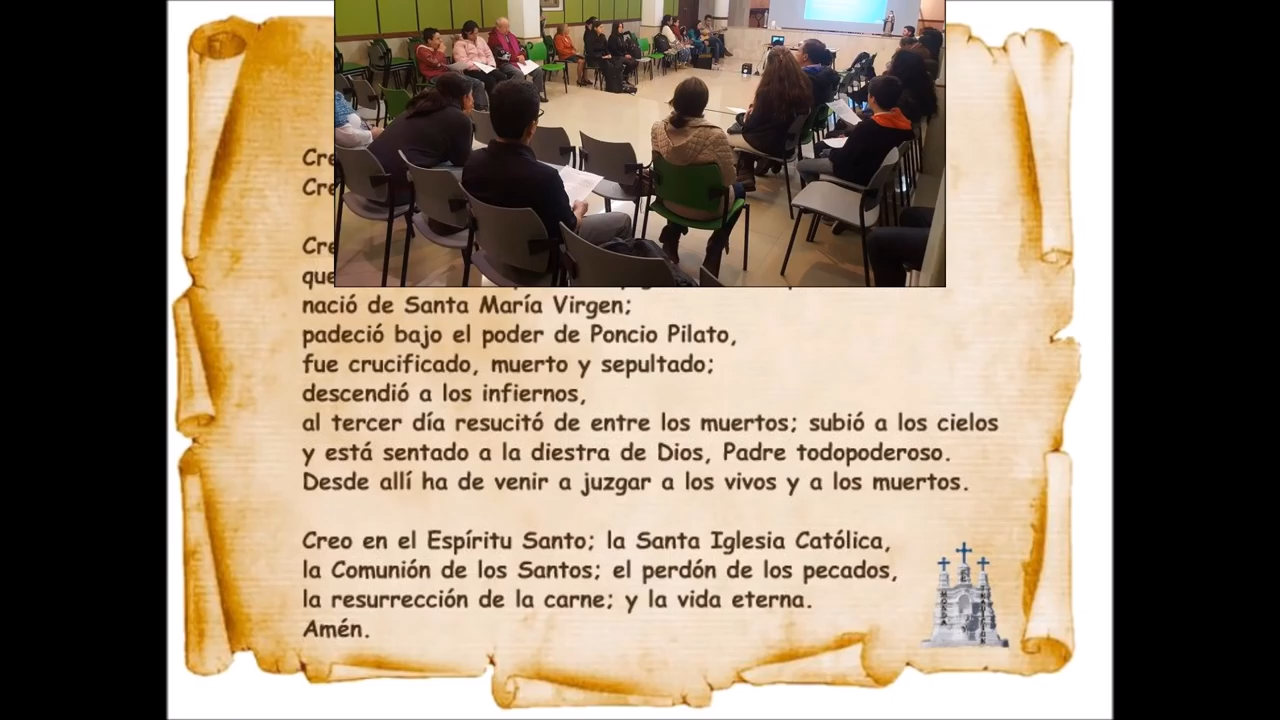 Cre
Cre
Cre
que
nació de Santa María Virgen;
padeció bajo el poder de Poncio Pilato,
fue crucificado, muerto y sepultado;
descendió a los infiernos,
al tercer día resucitó de entre los muertos; subió a los cielos
y está sentado a la diestra de Dios, Padre todopoderoso.
Desde allí ha de venir a juzgar a los vivos y a los muertos.
Creo en el Espíritu Santo; la Santa Iglesia Católica,
la Comunión de los Santos; el perdón de los pecados,
la resurrección de la carne; y la vida eterna.
Amén.